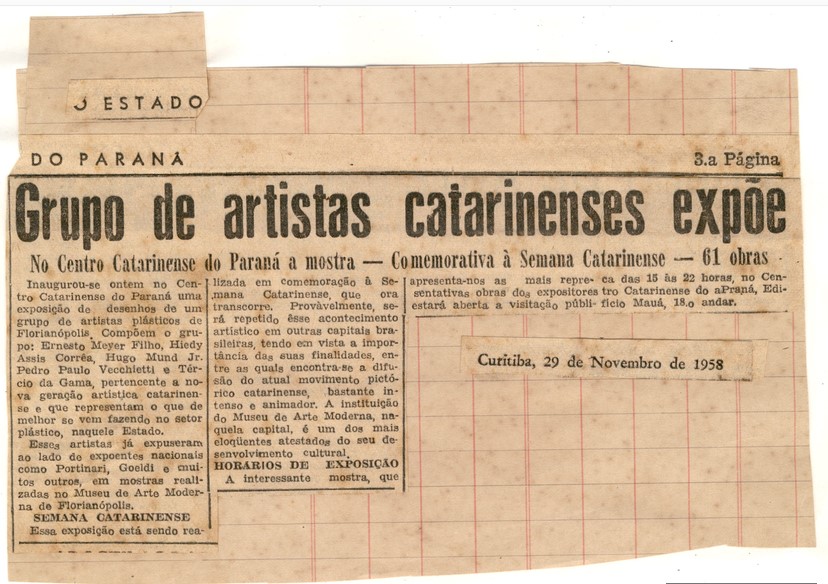 O ESTADO
DO PARANÁ
3.a Página
Grupo de artistas catarinenses expõe
No Centro Catarinense do Paraná a mostra — Comemorativa à Semana Catarinense — 61 obras
Inaugurou-se ontem no Cen-
tro Catarinense do Paraná uma
exposição de desenhos de um
grupo de artistas plásticos de
Florianópolis. Compõem o gru-
po: Ernesto Meyer Filho, Hiedy
Assis Corrêa, Hugo Mund Jr.
Pedro Paulo Vecchietti e Tér-
cio da Gama, pertencente a no-
va geração artistica catarinen-
se e que representam o que de
melhor se vem fazendo no setor
plástico, naquele Estado.
Esses artistas já expuseram
ao lado de expoentes nacionais
como Portinari, Goeldi e mui-
tos outros, em mostras reali-
zadas no Museu de Arte Moder-
na de Florianópolis.
SEMANA CATARINENSE
Essa exposição está sendo rea-
lizada em comemoração à Se-
mana Catarinense, que ora
transcorre. Provàvelmente, se-
rá repetido êsse acontecimento
artístico em outras capitais bra-
sileiras, tendo em vista a impor-
tância das suas finalidades, en-
tre as quais encontra-se a difu-
são do atual movimento pictó-
rico catarinense, bastante in-
tenso e animador. A instituição
do Museu de Arte Moderna, na-
quela capital, é um dos mais
eloqüentes atestados do seu de-
senvolvimento cultural.
HORÁRIOS DE EXPOSIÇÃO
A interessante mostra, que
apresenta-nos as mais repre-
sentativas obras dos expositores
estará aberta a visitação públi-
ca das 15 às 22 horas, no Cen-
tro Catarinense do aPraná, Edi-
fício Mauá, 18.o andar.
Curitiba, 29 de Novembro de 1958